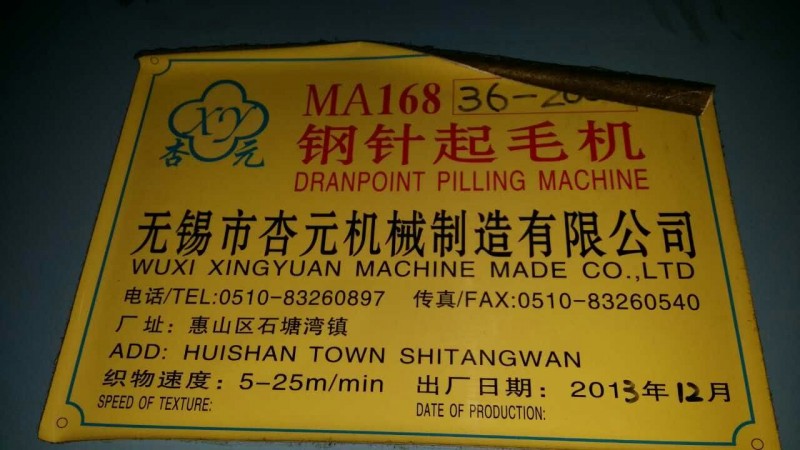 XY
杏 元
MA168 36-
钢针起毛机
DRANPOINT PILLING MACHINE
无锡市杏元机械制造有限公司
WUXI XINGYUAN MACHINE MADE CO.,LTD
电话/TEL:0510-83260897 传真/FAX:0510-83260540
厂 址: 惠山区石塘湾镇
ADD: HUISHAN TOWN SHITANGWAN
织物速度: 5-25m/min 出厂日期: 2013年12月
SPEED OF TEXTURE: DATE OF PRODUCTION: